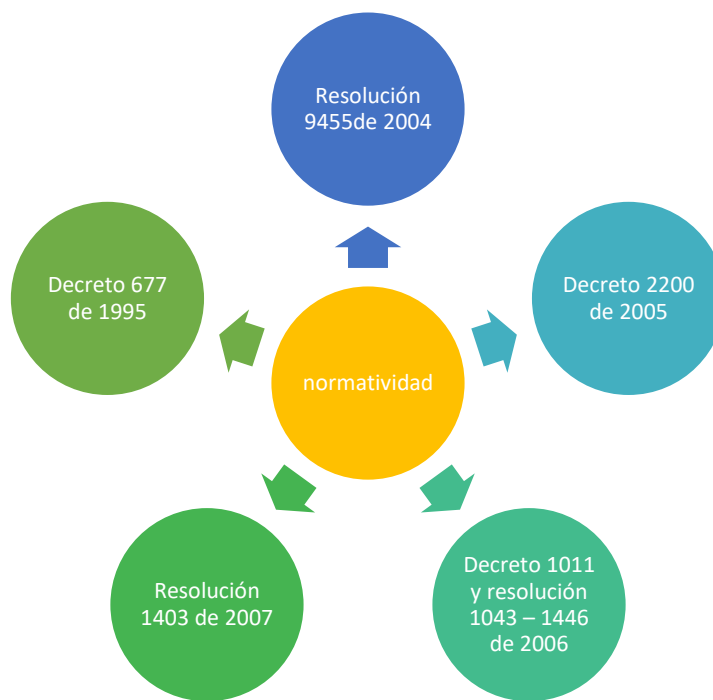 Resolución
9455de 2004
Decreto 677
de 1995
Decreto 2200
de 2005
normatividad
Resolución
1403 de 2007
Decreto 1011
y resolución
1043 – 1446
de 2006